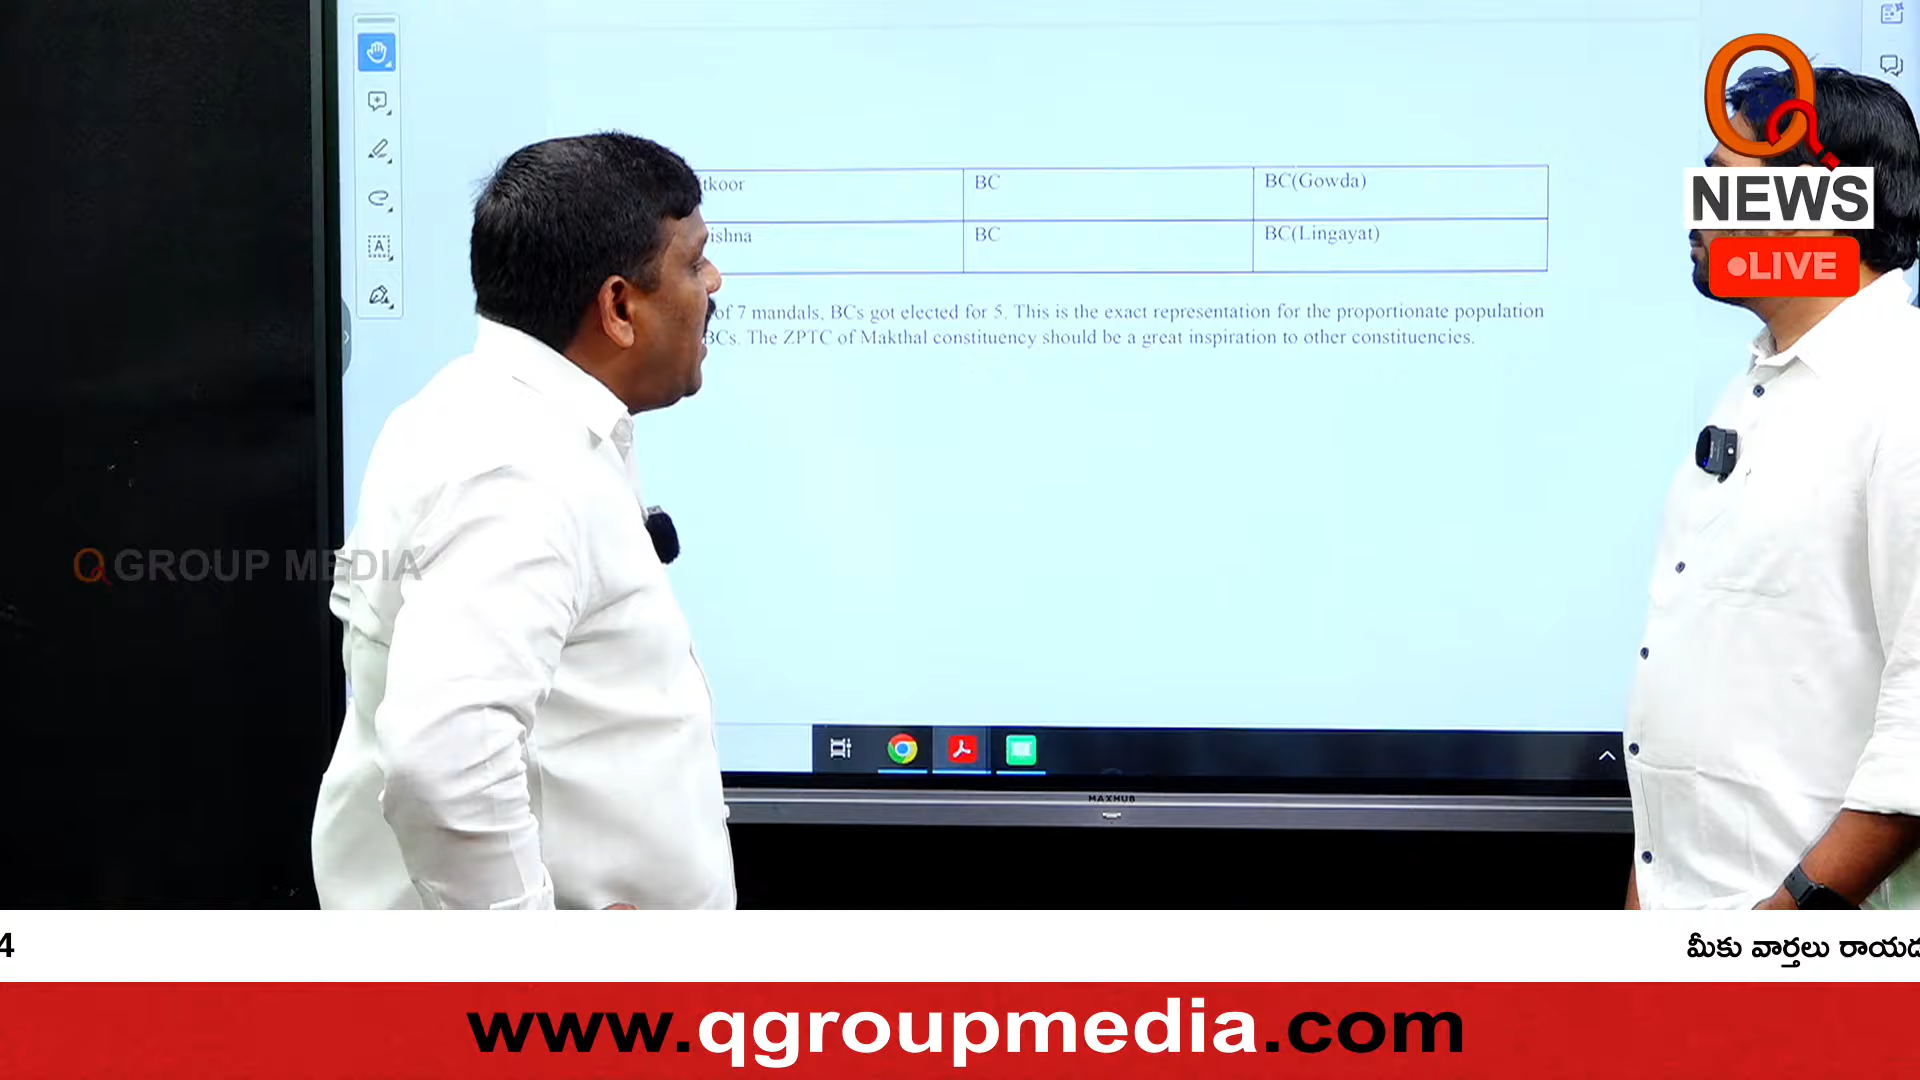 Q
NEWS
LIVE
tkoor BC BC(Gowda)
ishna BC BC(Lingayat)
of 7 mandals, BCs got elected for 5. This is the exact representation for the proportionate population
BCs. The ZPTC of Makthal constituency should be a great inspiration to other constituencies.
Q GROUP MEDIA
MAXHUB
4 మీకు వార్తలు రాయడ
www.qgroupmedia.com